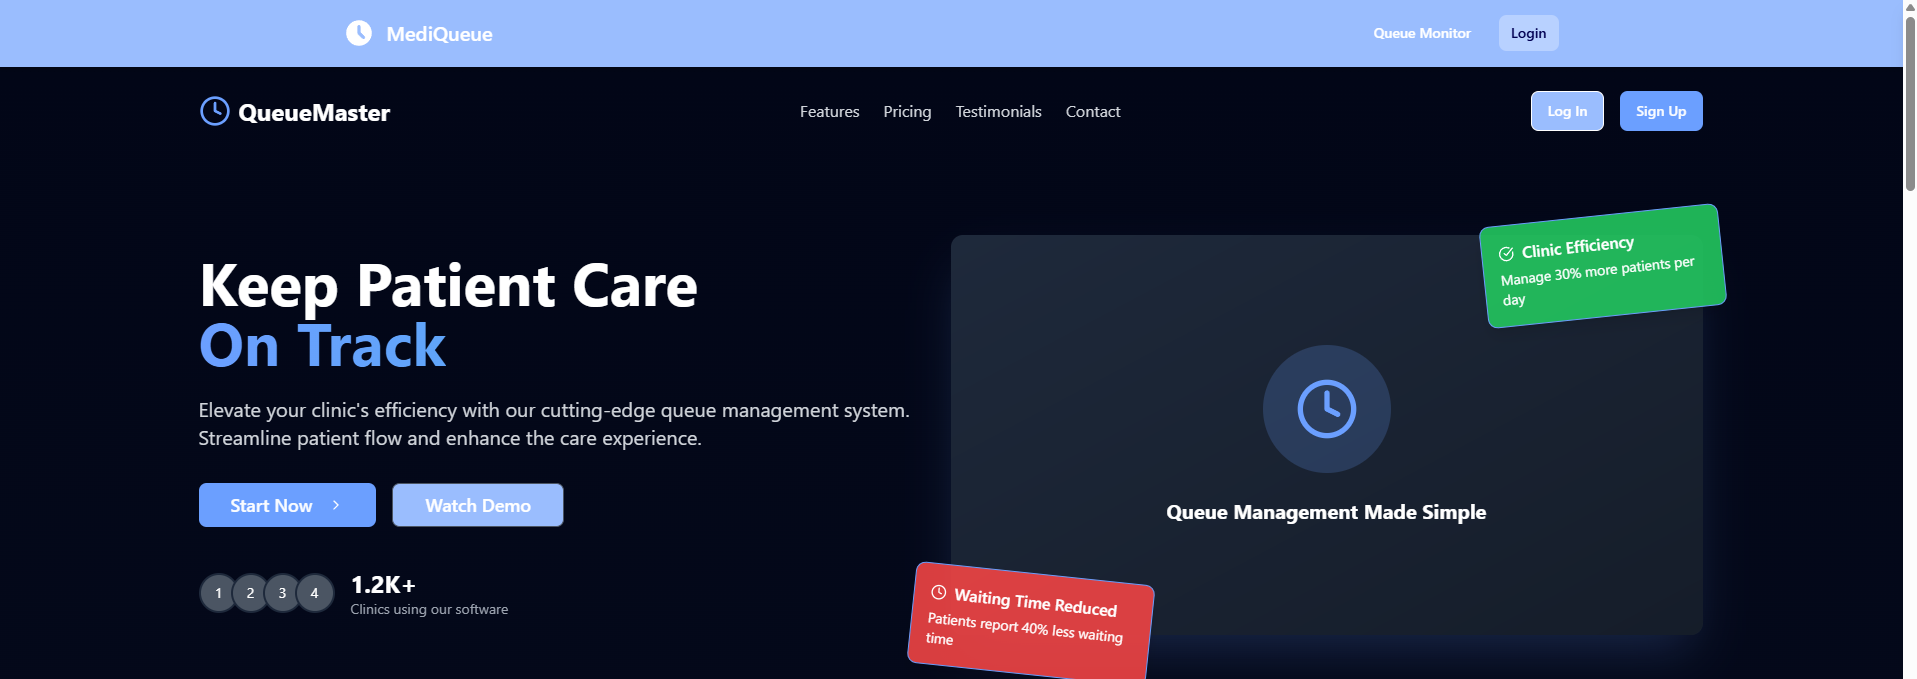 MediQueue
Queue Monitor
Login
QueueMaster
Features
Pricing
Testimonials
Contact
Log In
Sign Up
Keep Patient Care
On Track
Elevate your clinic's efficiency with our cutting-edge queue management system.
Streamline patient flow and enhance the care experience.
Start Now
Watch Demo
1
2
3
4
1.2K+
Clinics using our software
Clinic Efficiency
Manage 30% more patients per
day
Queue Management Made Simple
Waiting Time Reduced
Patients report 40% less waiting
time